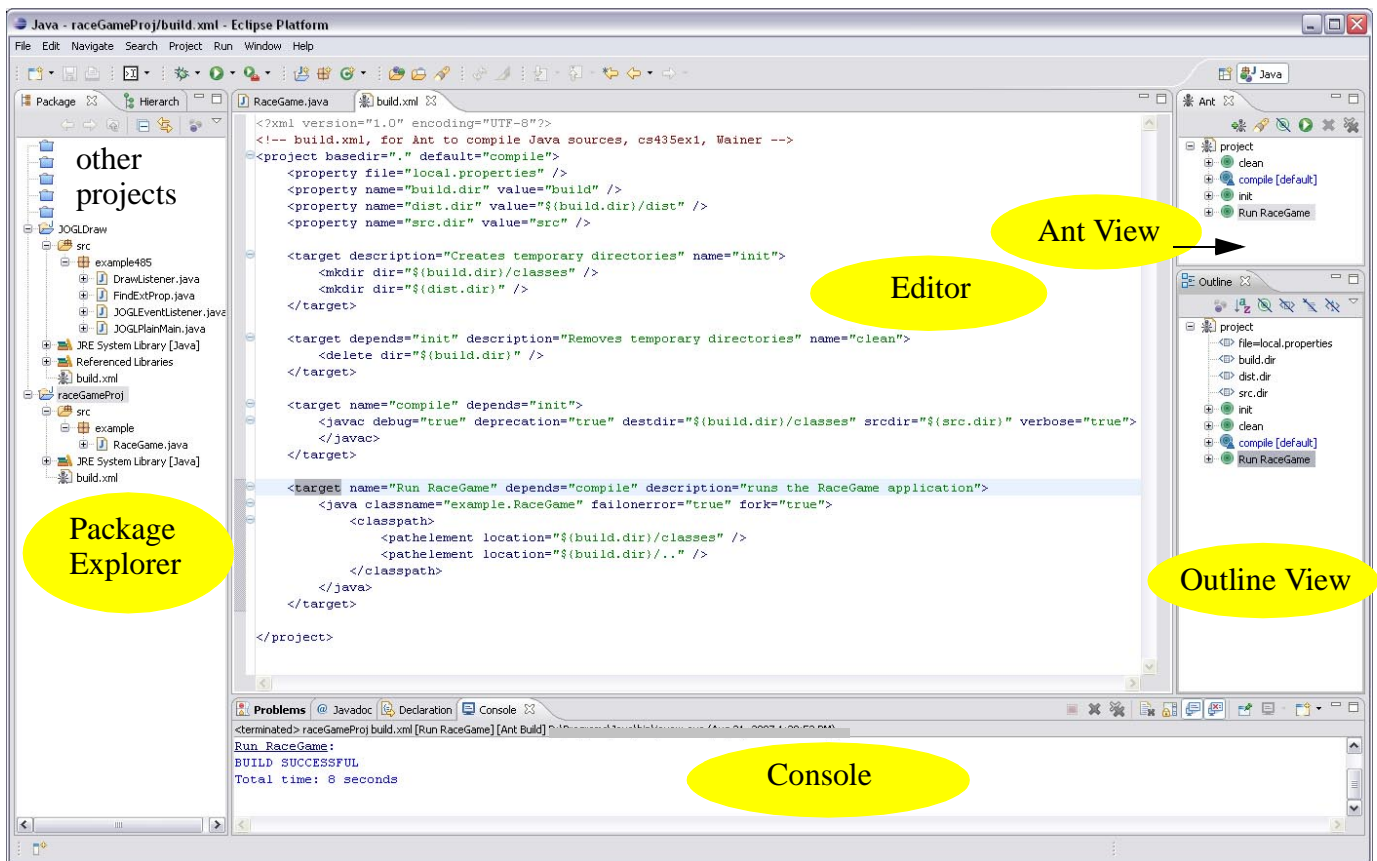 Java - raceGameProj/build.xml - Eclipse Platform
File Edit Navigate Search Project Run Window Help
Java
Package
Hierarch
other
projects
JOGLDraw
src
example485
DrawListener.java
FindExtProp.java
JOGLEventListener.java
JOGLPlainMain.java
JRE System Library [Java]
Referenced Libraries
build.xml
raceGameProj
src
example
RaceGame.java
JRE System Library [Java]
build.xml
Package
Explorer
RaceGame.java
build.xml
<?xml version="1.0" encoding="UTF-8"?>
<!-- build.xml, for Ant to compile Java sources, cs435ex1, Wainer -->
<project basedir="." default="compile">
<property file="local.properties" />
<property name="build.dir" value="build" />
<property name="dist.dir" value="${build.dir}/dist" />
<property name="src.dir" value="src" />
<target description="Creates temporary directories" name="init">
<mkdir dir="${build.dir}/classes" />
<mkdir dir="${dist.dir}" />
</target>
<target depends="init" description="Removes temporary directories" name="clean">
<delete dir="${build.dir}" />
</target>
<target name="compile" depends="init">
<javac debug="true" deprecation="true" destdir="${build.dir}/classes" srcdir="${src.dir}" verbose="true">
</javac>
</target>
<target name="Run RaceGame" depends="compile" description="runs the RaceGame application">
<java classname="example.RaceGame" failonerror="true" fork="true">
<classpath>
<pathelement location="${build.dir}/classes" />
<pathelement location="${build.dir}/.." />
</classpath>
</java>
</target>
</project>
Editor
Ant View
Ant
project
clean
compile [default]
init
Run RaceGame
Outline
project
file=local.properties
build.dir
dist.dir
src.dir
init
clean
compile [default]
Run RaceGame
Outline View
Problems
Javadoc
Declaration
Console
<terminated> raceGameProj build.xml [Run RaceGame] [Ant Build]
Run RaceGame:
BUILD SUCCESSFUL
Total time: 8 seconds
Console